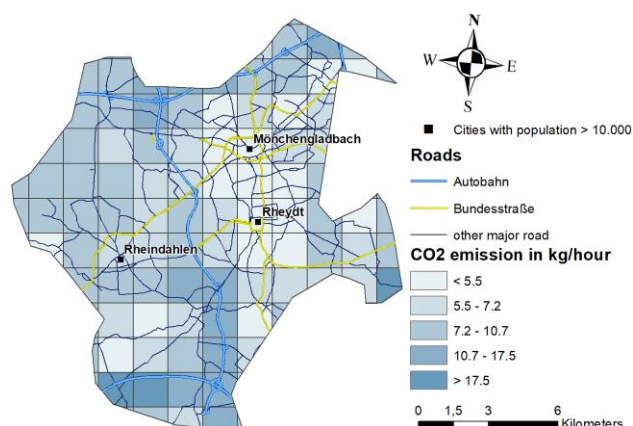 N
W
E
S
Cities with population > 10.000
Roads
Autobahn
Bundesstraße
other major road
CO2 emission in kg/hour
< 5.5
5.5 - 7.2
7.2 - 10.7
10.7 - 17.5
> 17.5
0 1,5 3 6
Kilometers
Mönchengladbach
Rheydt
Rheindahlen